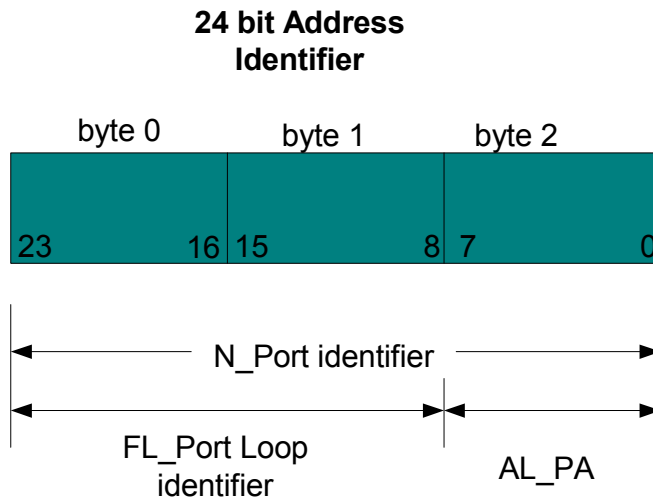 24 bit Address
Identifier
byte 0 byte 1 byte 2
23 16 15 8 7 0
N_Port identifier
FL_Port Loop
identifier
AL_PA